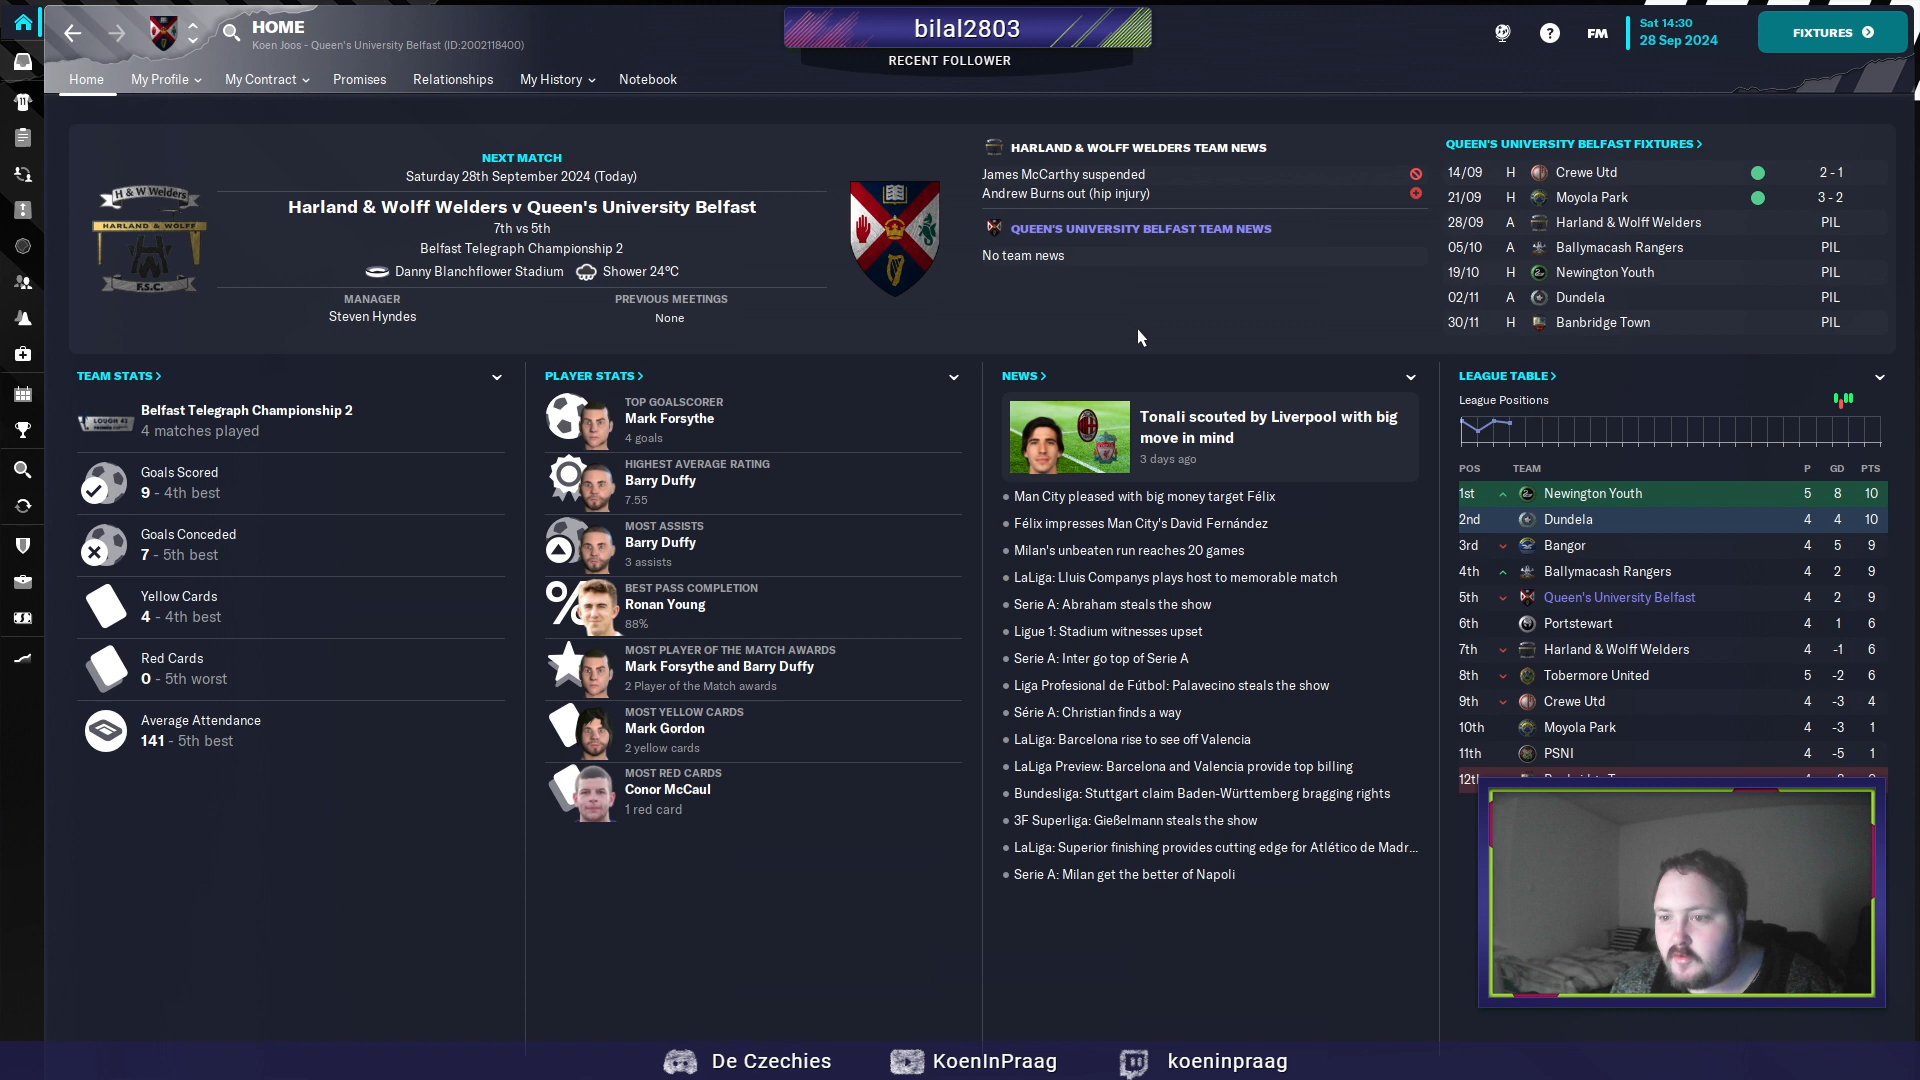 HOME
Koen Joos - Queen's University Belfast (ID:2002118400)
bilal2803
RECENT FOLLOWER
FM
Sat 14:30
28 Sep 2024
FIXTURES
Home
My Profile
My Contract
Promises
Relationships
My History
Notebook
H & W Welders
HARLAND & WOLFF
F.S.C.
NEXT MATCH
Saturday 28th September 2024 (Today)
Harland & Wolff Welders v Queen's University Belfast
7th vs 5th
Belfast Telegraph Championship 2
Danny Blanchflower Stadium
Shower 24°C
MANAGER
Steven Hyndes
PREVIOUS MEETINGS
None
HARLAND & WOLFF WELDERS TEAM NEWS
James McCarthy suspended
Andrew Burns out (hip injury)
QUEEN'S UNIVERSITY BELFAST TEAM NEWS
No team news
QUEEN'S UNIVERSITY BELFAST FIXTURES >
14/09 H Crewe Utd 2 - 1
21/09 H Moyola Park 3 - 2
28/09 A Harland & Wolff Welders PIL
05/10 A Ballymacash Rangers PIL
19/10 H Newington Youth PIL
02/11 A Dundela PIL
30/11 H Banbridge Town PIL
TEAM STATS >
Belfast Telegraph Championship 2
4 matches played
Goals Scored
9 - 4th best
Goals Conceded
7 - 5th best
Yellow Cards
4 - 4th best
Red Cards
0 - 5th worst
Average Attendance
141 - 5th best
PLAYER STATS >
TOP GOALSCORER
Mark Forsythe
4 goals
HIGHEST AVERAGE RATING
Barry Duffy
7.55
MOST ASSISTS
Barry Duffy
3 assists
BEST PASS COMPLETION
Ronan Young
88%
MOST PLAYER OF THE MATCH AWARDS
Mark Forsythe and Barry Duffy
2 Player of the Match awards
MOST YELLOW CARDS
Mark Gordon
2 yellow cards
MOST RED CARDS
Conor McCaul
1 red card
NEWS >
Tonali scouted by Liverpool with big
move in mind
3 days ago
Man City pleased with big money target Félix
Félix impresses Man City's David Fernández
Milan's unbeaten run reaches 20 games
LaLiga: Lluis Companys plays host to memorable match
Serie A: Abraham steals the show
Ligue 1: Stadium witnesses upset
Serie A: Inter go top of Serie A
Liga Profesional de Fútbol: Palavecino steals the show
Série A: Christian finds a way
LaLiga: Barcelona rise to see off Valencia
LaLiga Preview: Barcelona and Valencia provide top billing
Bundesliga: Stuttgart claim Baden-Württemberg bragging rights
3F Superliga: Gießelmann steals the show
LaLiga: Superior finishing provides cutting edge for Atlético de Madr...
Serie A: Milan get the better of Napoli
LEAGUE TABLE >
League Positions
POS TEAM P GD PTS
1st Newington Youth 5 8 10
2nd Dundela 4 4 10
3rd Bangor 4 5 9
4th Ballymacash Rangers 4 2 9
5th Queen's University Belfast 4 2 9
6th Portstewart 4 1 6
7th Harland & Wolff Welders 4 -1 6
8th Tobermore United 5 -2 6
9th Crewe Utd 4 -3 4
10th Moyola Park 4 -3 1
11th PSNI 4 -5 1
De Czechies
KoenInPraag
koeninpraag